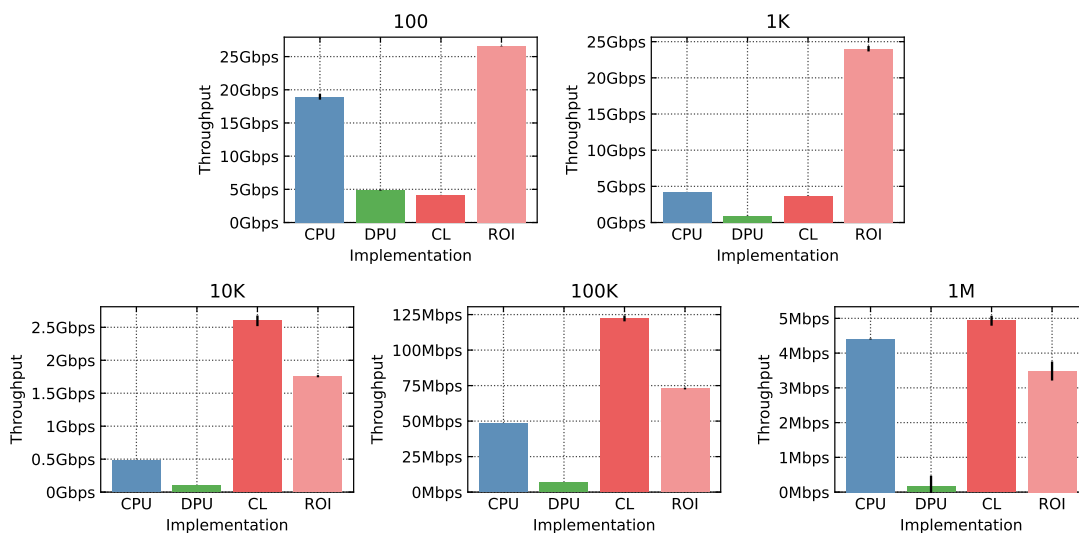 100
Throughput
25Gbps
20Gbps
15Gbps
10Gbps
5Gbps
0Gbps
CPU DPU CL ROI
Implementation
1K
Throughput
25Gbps
20Gbps
15Gbps
10Gbps
5Gbps
0Gbps
CPU DPU CL ROI
Implementation
10K
Throughput
2.5Gbps
2Gbps
1.5Gbps
1Gbps
0.5Gbps
0Gbps
CPU DPU CL ROI
Implementation
100K
Throughput
125Mbps
100Mbps
75Mbps
50Mbps
25Mbps
0Mbps
CPU DPU CL ROI
Implementation
1M
Throughput
5Mbps
4Mbps
3Mbps
2Mbps
1Mbps
0Mbps
CPU DPU CL ROI
Implementation